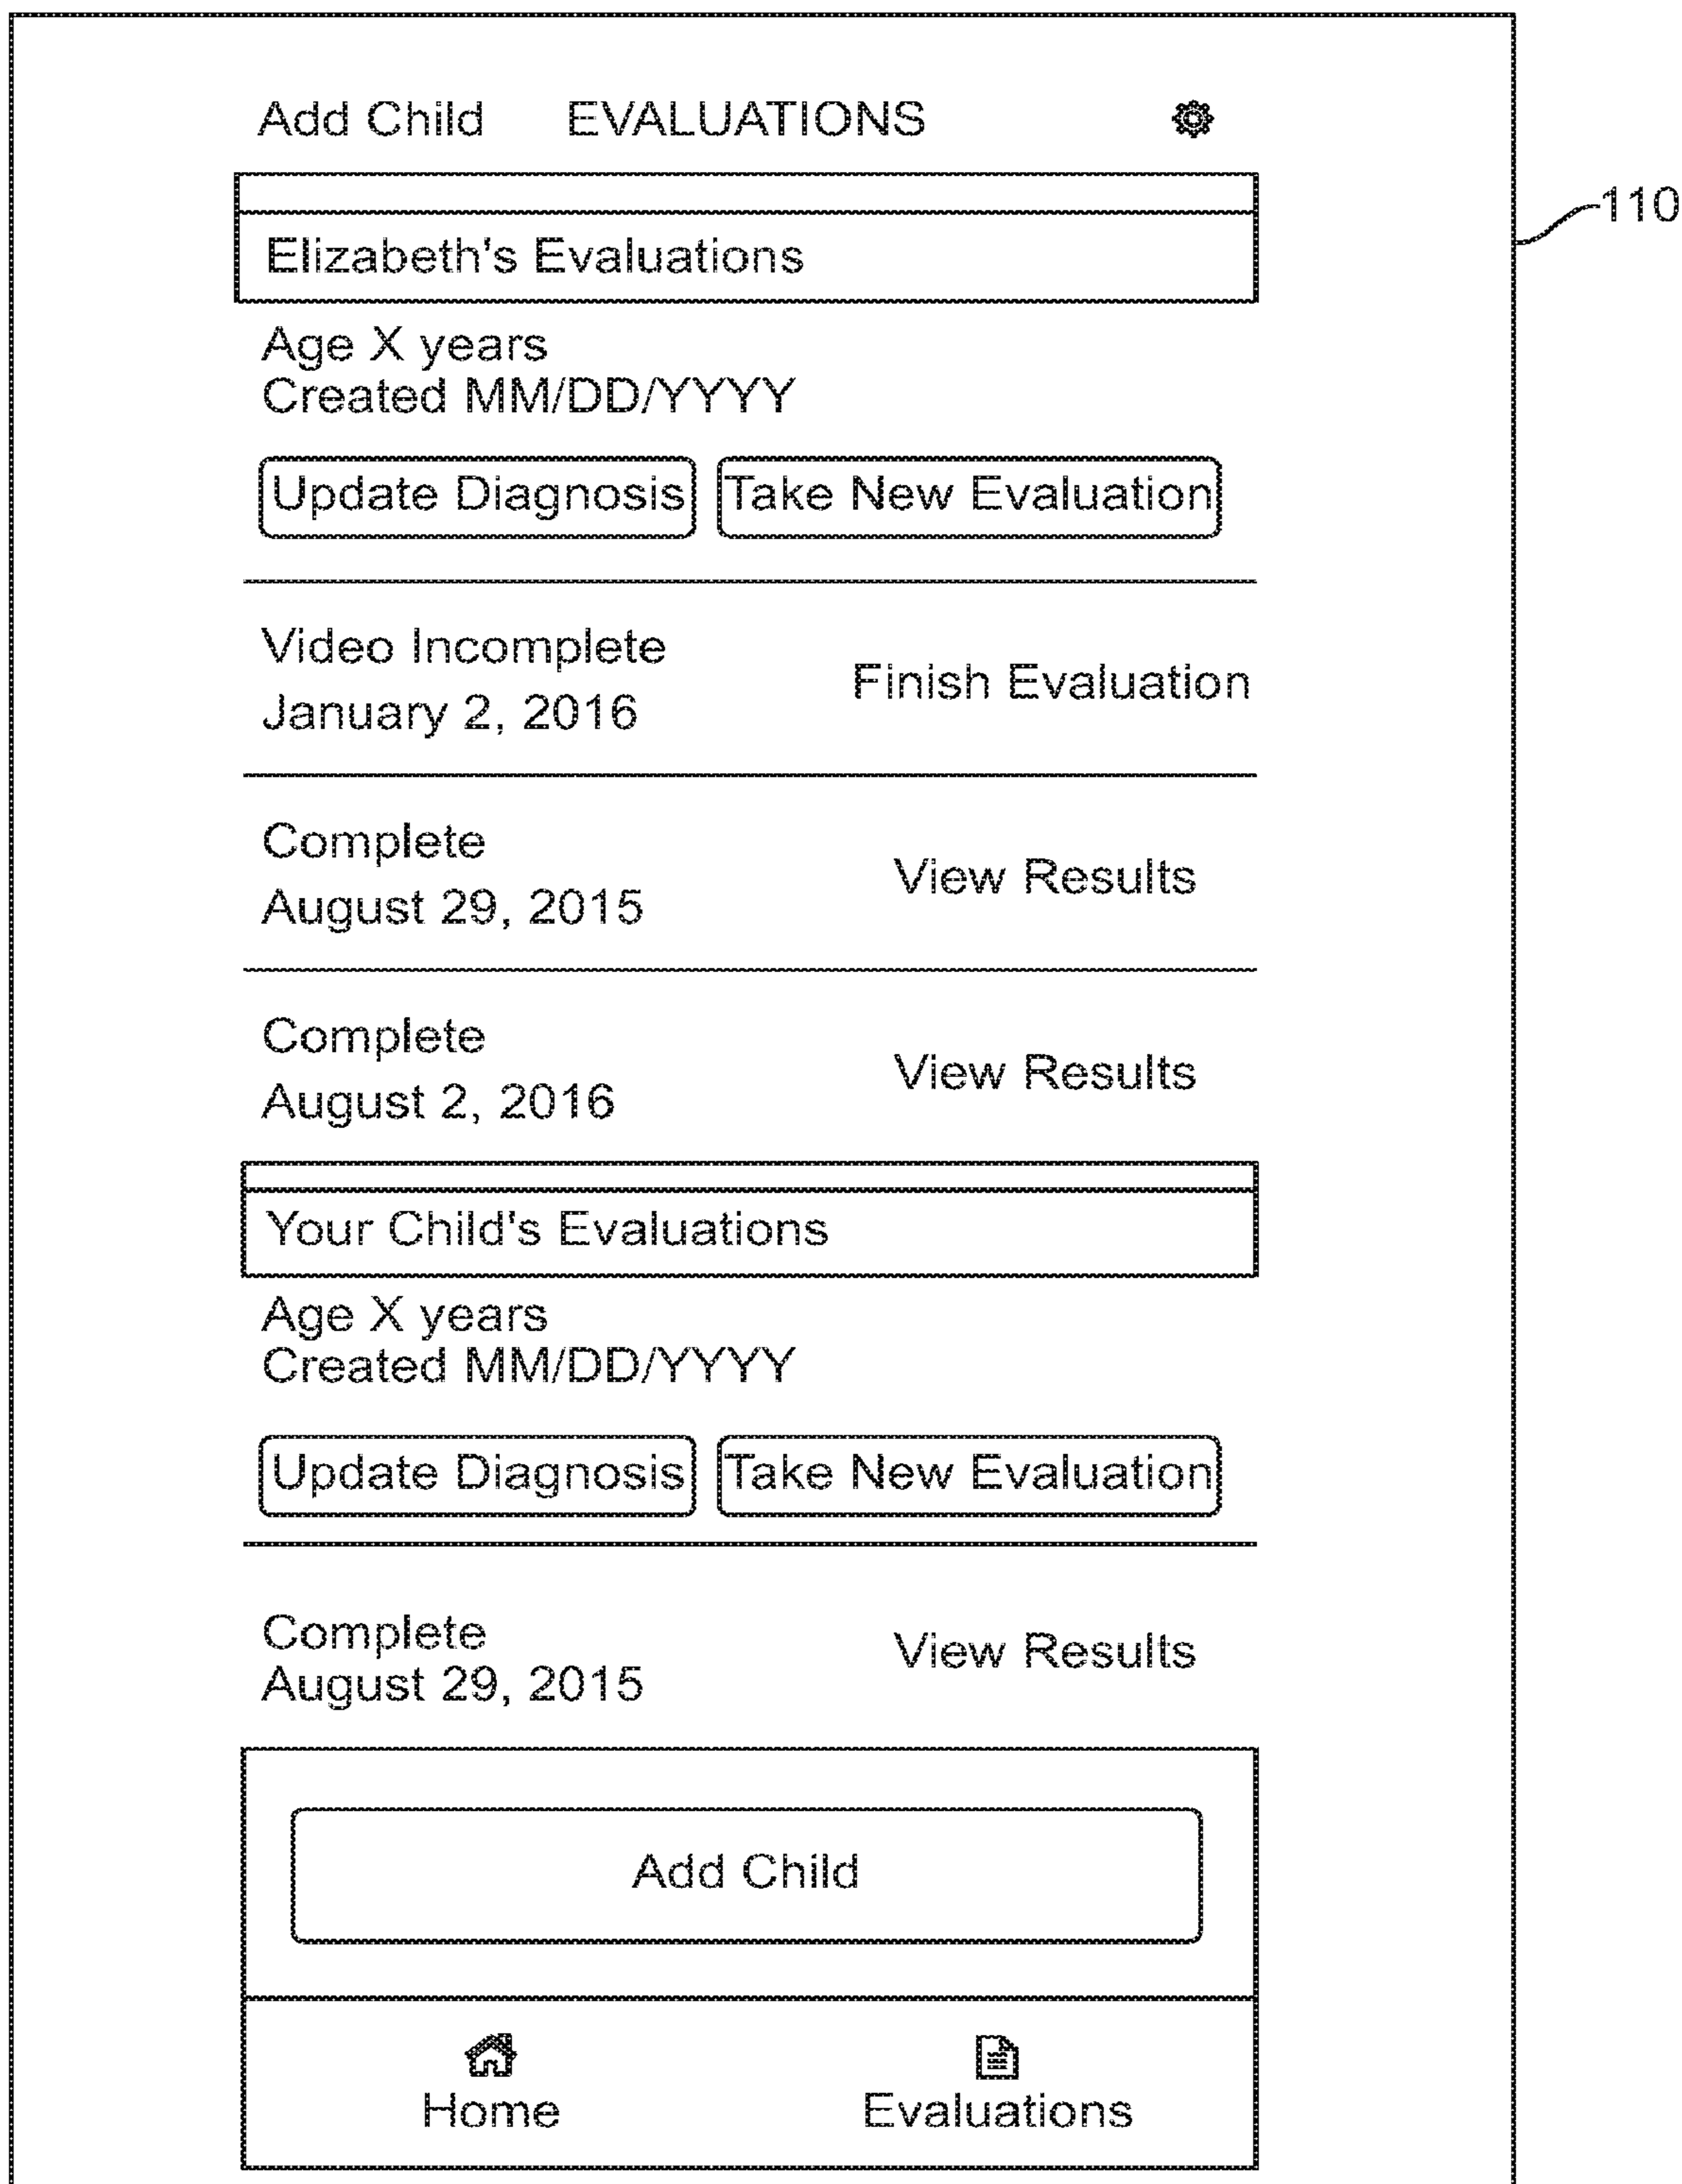 Add Child EVALUATIONS
110
Elizabeth's Evaluations
Age X years
Created MM/DD/YYYY
Update Diagnosis Take New Evaluation
Video Incomplete
January 2, 2016
Finish Evaluation
Complete
August 29, 2015
View Results
Complete
August 2, 2016
View Results
Your Child's Evaluations
Age X years
Created MM/DD/YYYY
Update Diagnosis Take New Evaluation
Complete
August 29, 2015
View Results
Add Child
Home Evaluations